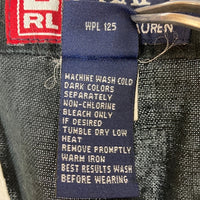 RL
WPL 125
LAUREN
MACHINE WASH COLD
DARK COLORS
SEPARATELY
NON-CHLORINE
BLEACH ONLY
IF DESIRED
TUMBLE DRY LOW
HEAT
REMOVE PROMPTLY
WARM IRON
BEST RESULTS WASH
BEFORE WEARING